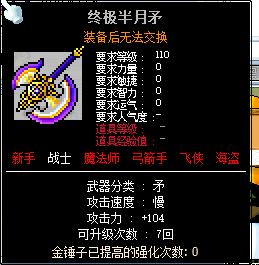 终极半月矛
装备后无法交换
要求等级: 110
要求力量: 0
要求敏捷: 0
要求智力: 0
要求运气: 0
要求人气度: -
道具等级: -
道具经验值: -
新手 战士 魔法师 弓箭手 飞侠 海盗
武器分类 : 矛
攻击速度 : 慢
攻击力 : +104
可升级次数 : 7回
金锤子已提高的强化次数: 0